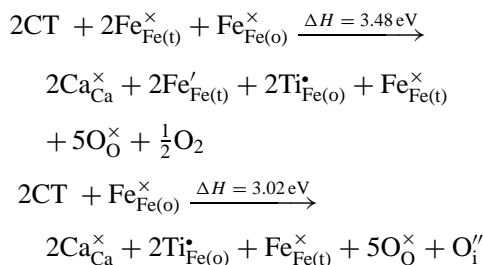 2CT + 2Fe^×_Fe(t) + Fe^×_Fe(o) —ΔH = 3.48 eV→
2Ca^×_Ca + 2Fe′_Fe(t) + 2Ti^•_Fe(o) + Fe^×_Fe(t)
+ 5O^×_O + ½O₂
2CT + Fe^×_Fe(o) —ΔH = 3.02 eV→
2Ca^×_Ca + 2Ti^•_Fe(o) + Fe^×_Fe(t) + 5O^×_O + O″_i